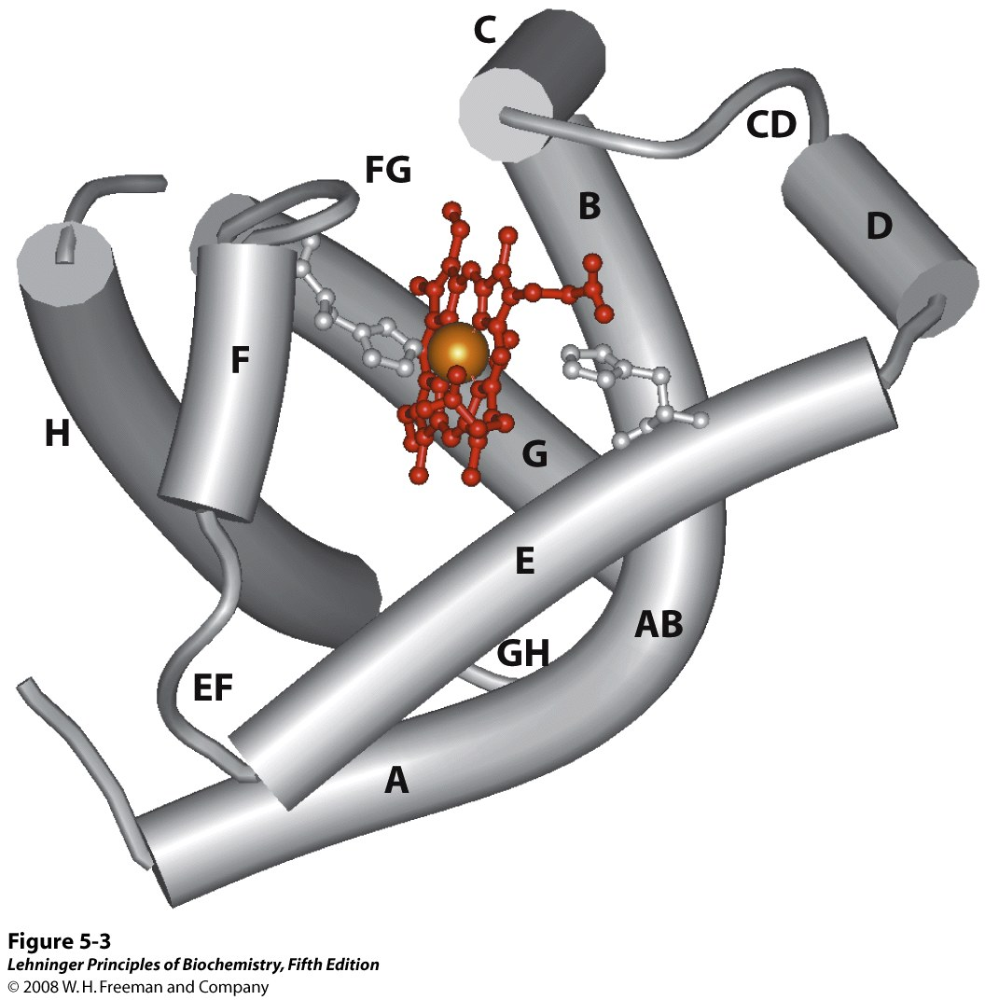 C
CD
FG
B
D
F
H
G
E
AB
GH
EF
A
Figure 5-3
Lehninger Principles of Biochemistry, Fifth Edition
© 2008 W. H. Freeman and Company